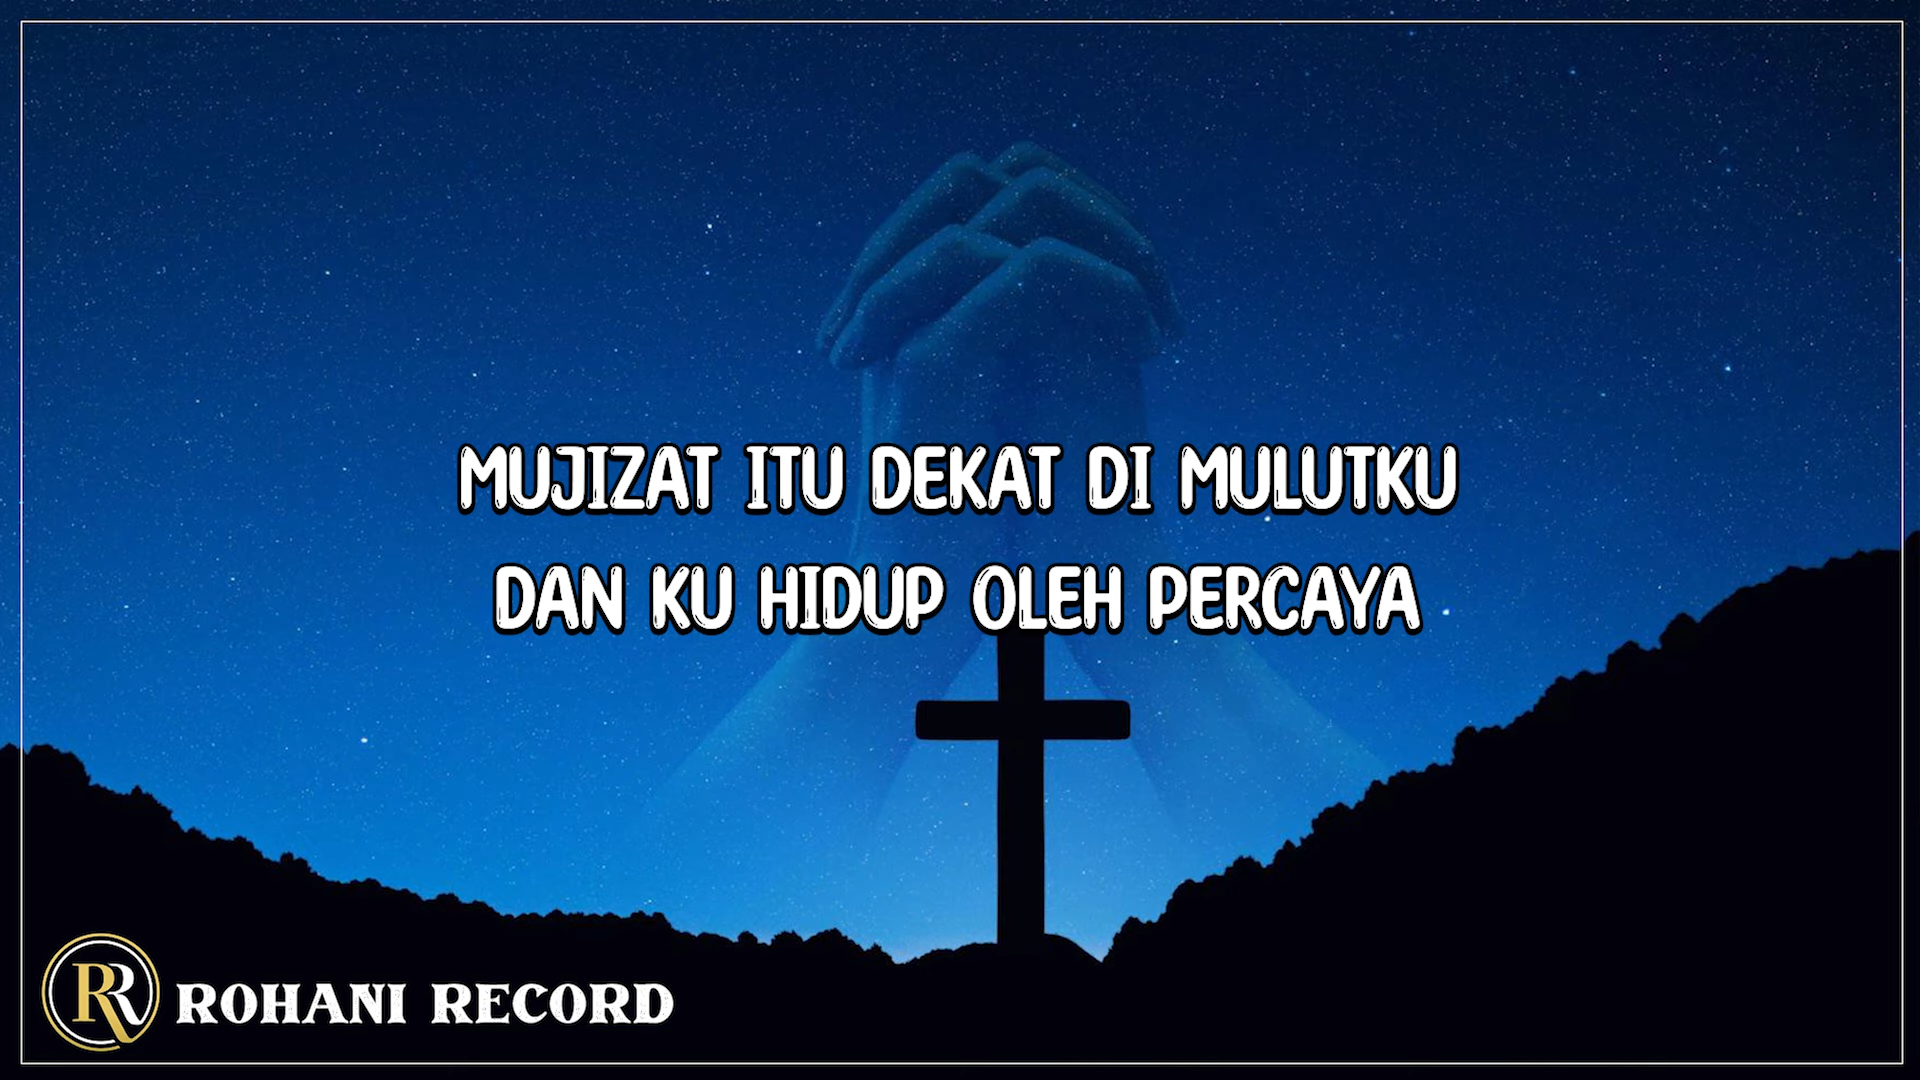 MUJIZAT ITU DEKAT DI MULUTKU
DAN KU HIDUP OLEH PERCAYA
RR ROHANI RECORD